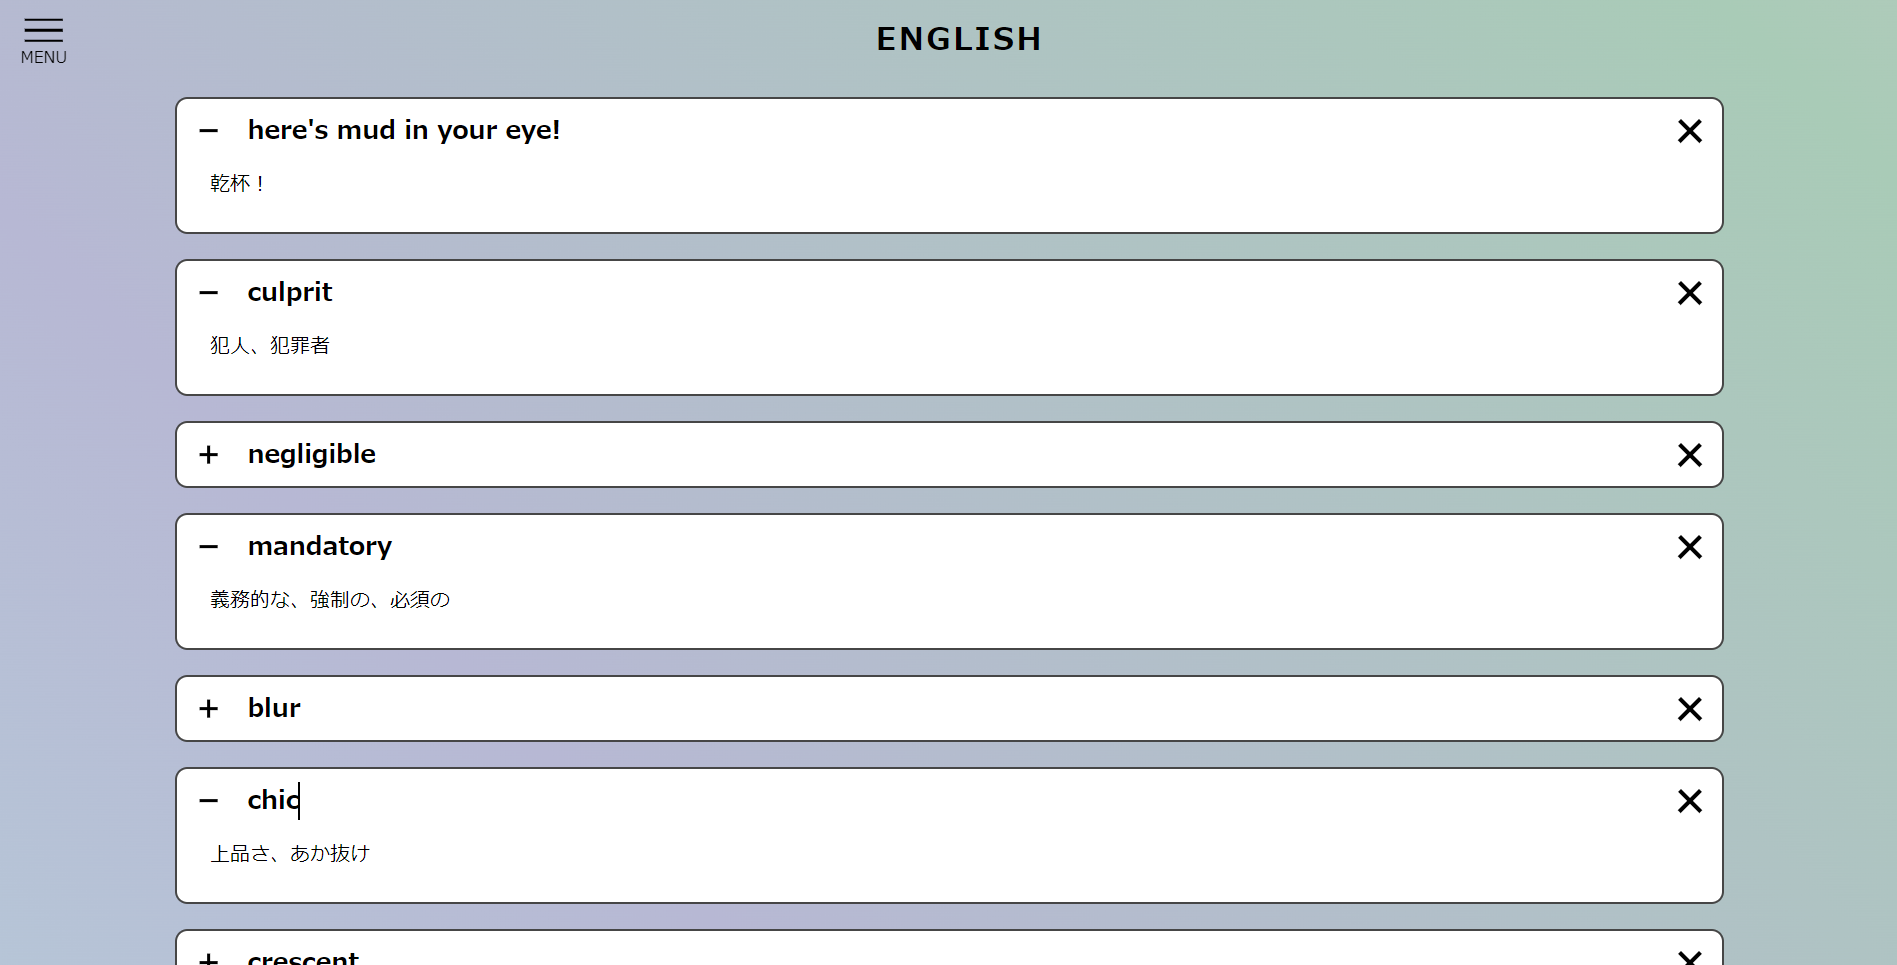 MENU
ENGLISH
here's mud in your eye!
乾杯！
culprit
犯人、犯罪者
negligible
mandatory
義務的な、強制の、必須の
blur
chic
上品さ、あか抜け
crescent